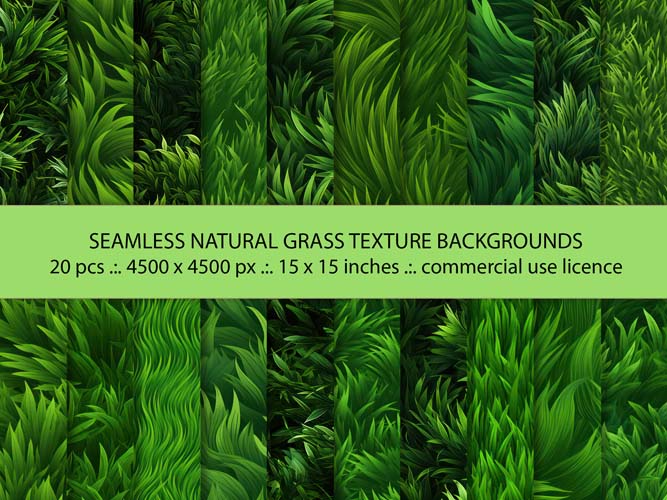 SEAMLESS NATURAL GRASS TEXTURE BACKGROUNDS
20 pcs .:. 4500 x 4500 px .:. 15 x 15 inches .:. commercial use licence